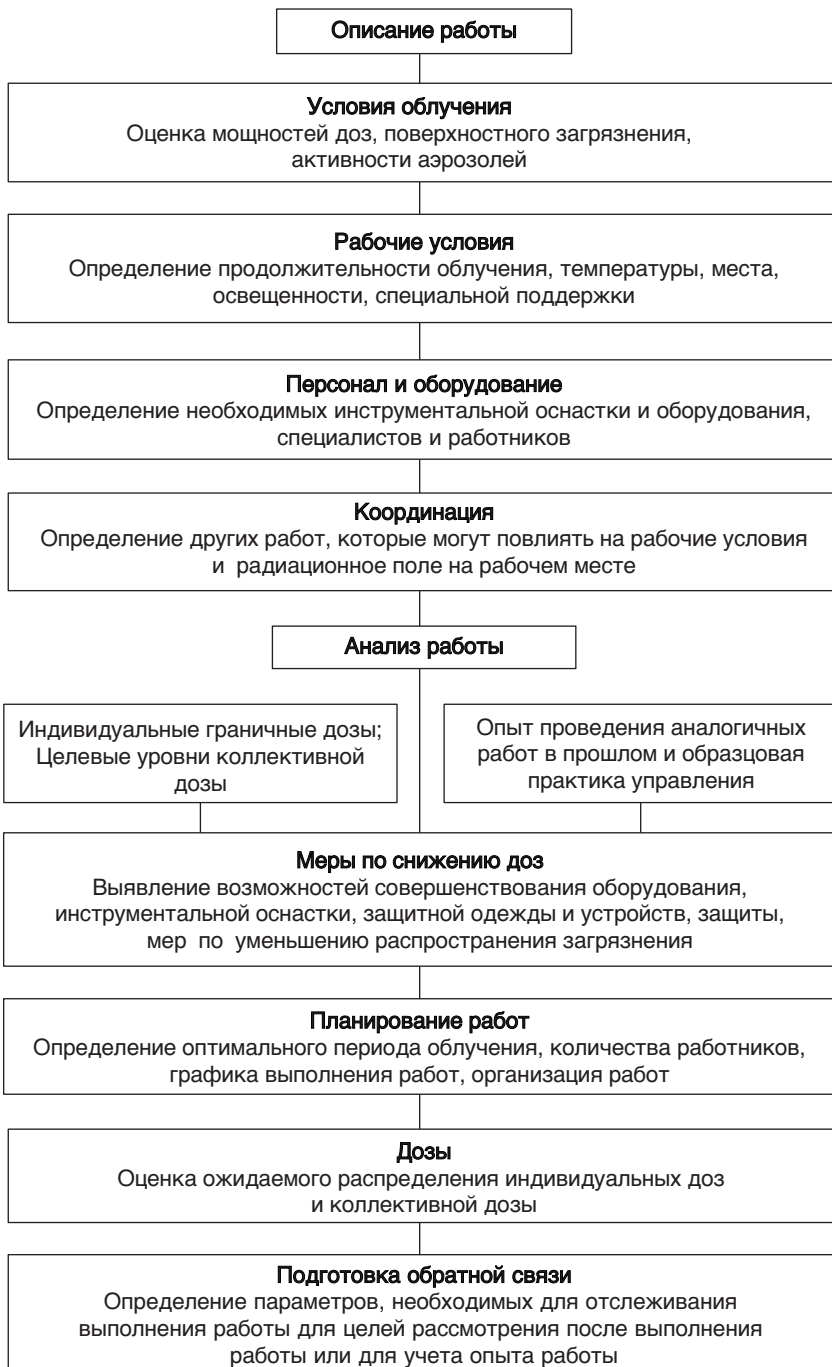 Описание работы
Условия облучения
Оценка мощностей доз, поверхностного загрязнения,
активности аэрозолей
Рабочие условия
Определение продолжительности облучения, температуры, места,
освещенности, специальной поддержки
Персонал и оборудование
Определение необходимых инструментальной оснастки и оборудования,
специалистов и работников
Координация
Определение других работ, которые могут повлиять на рабочие условия
и радиационное поле на рабочем месте
Анализ работы
Индивидуальные граничные дозы;
Целевые уровни коллективной
дозы
Опыт проведения аналогичных
работ в прошлом и образцовая
практика управления
Меры по снижению доз
Выявление возможностей совершенствования оборудования,
инструментальной оснастки, защитной одежды и устройств, защиты,
мер по уменьшению распространения загрязнения
Планирование работ
Определение оптимального периода облучения, количества работников,
графика выполнения работ, организация работ
Дозы
Оценка ожидаемого распределения индивидуальных доз
и коллективной дозы
Подготовка обратной связи
Определение параметров, необходимых для отслеживания
выполнения работы для целей рассмотрения после выполнения
работы или для учета опыта работы